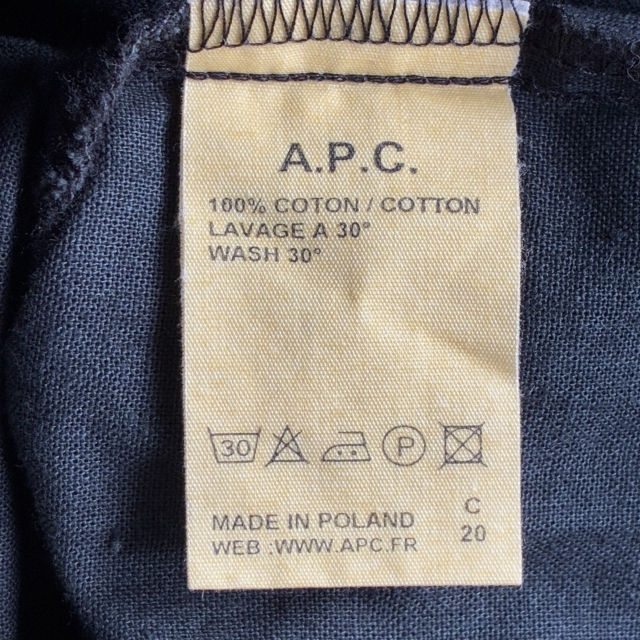 A.P.C.
100% COTON / COTTON
LAVAGE A 30°
WASH 30°
30 P
MADE IN POLAND C
WEB :WWW.APC.FR 20